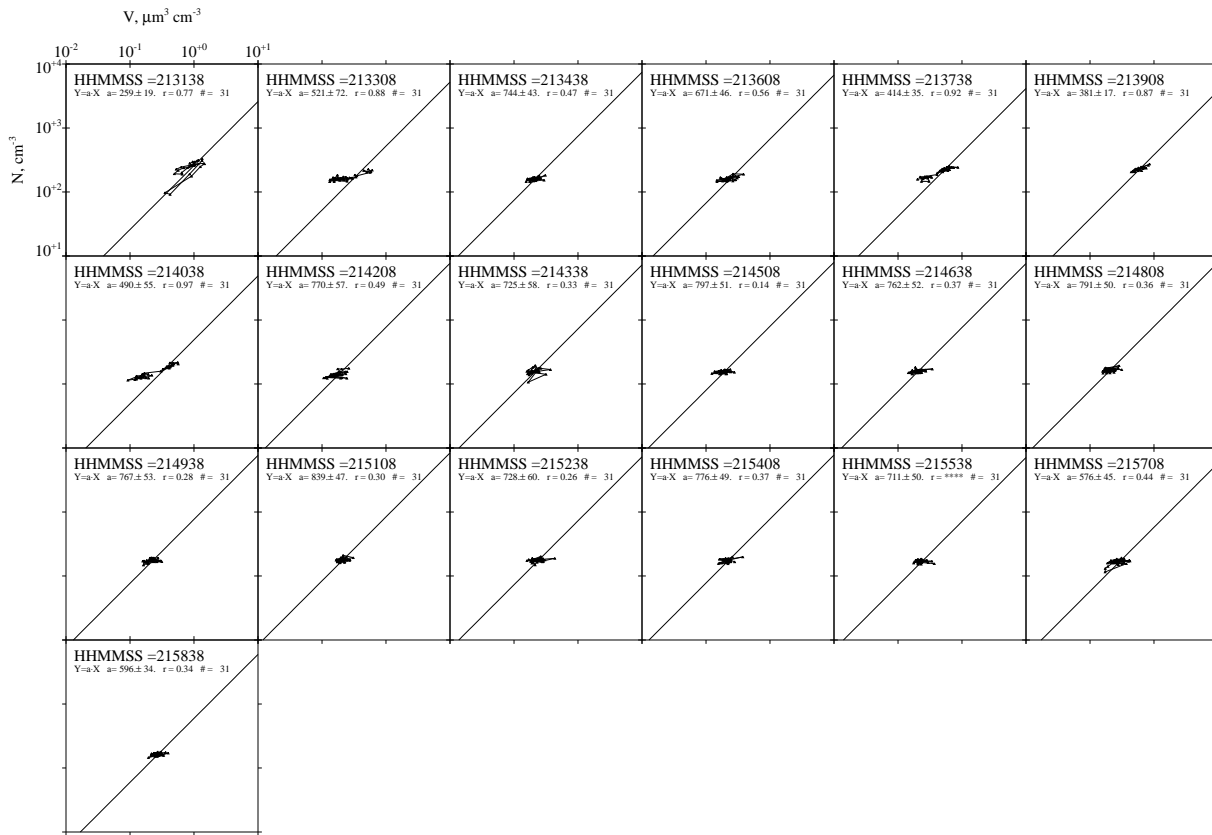 V, μm³ cm⁻³
10⁻² 10⁻¹ 10⁺⁰ 10⁺¹
N, cm⁻³
10⁺⁴
10⁺³
10⁺²
10⁺¹
HHMMSS =213138
Y=a·X a= 259.± 19. r = 0.77 # = 31
HHMMSS =213308
Y=a·X a= 521.± 72. r = 0.88 # = 31
HHMMSS =213438
Y=a·X a= 744.± 43. r = 0.47 # = 31
HHMMSS =213608
Y=a·X a= 671.± 46. r = 0.56 # = 31
HHMMSS =213738
Y=a·X a= 414.± 35. r = 0.92 # = 31
HHMMSS =213908
Y=a·X a= 381.± 17. r = 0.87 # = 31
HHMMSS =214038
Y=a·X a= 490.± 55. r = 0.97 # = 31
HHMMSS =214208
Y=a·X a= 770.± 57. r = 0.49 # = 31
HHMMSS =214338
Y=a·X a= 725.± 58. r = 0.33 # = 31
HHMMSS =214508
Y=a·X a= 797.± 51. r = 0.14 # = 31
HHMMSS =214638
Y=a·X a= 762.± 52. r = 0.37 # = 31
HHMMSS =214808
Y=a·X a= 791.± 50. r = 0.36 # = 31
HHMMSS =214938
Y=a·X a= 767.± 53. r = 0.28 # = 31
HHMMSS =215108
Y=a·X a= 839.± 47. r = 0.30 # = 31
HHMMSS =215238
Y=a·X a= 728.± 60. r = 0.26 # = 31
HHMMSS =215408
Y=a·X a= 776.± 49. r = 0.37 # = 31
HHMMSS =215538
Y=a·X a= 711.± 50. r = **** # = 31
HHMMSS =215708
Y=a·X a= 576.± 45. r = 0.44 # = 31
HHMMSS =215838
Y=a·X a= 596.± 34. r = 0.34 # = 31